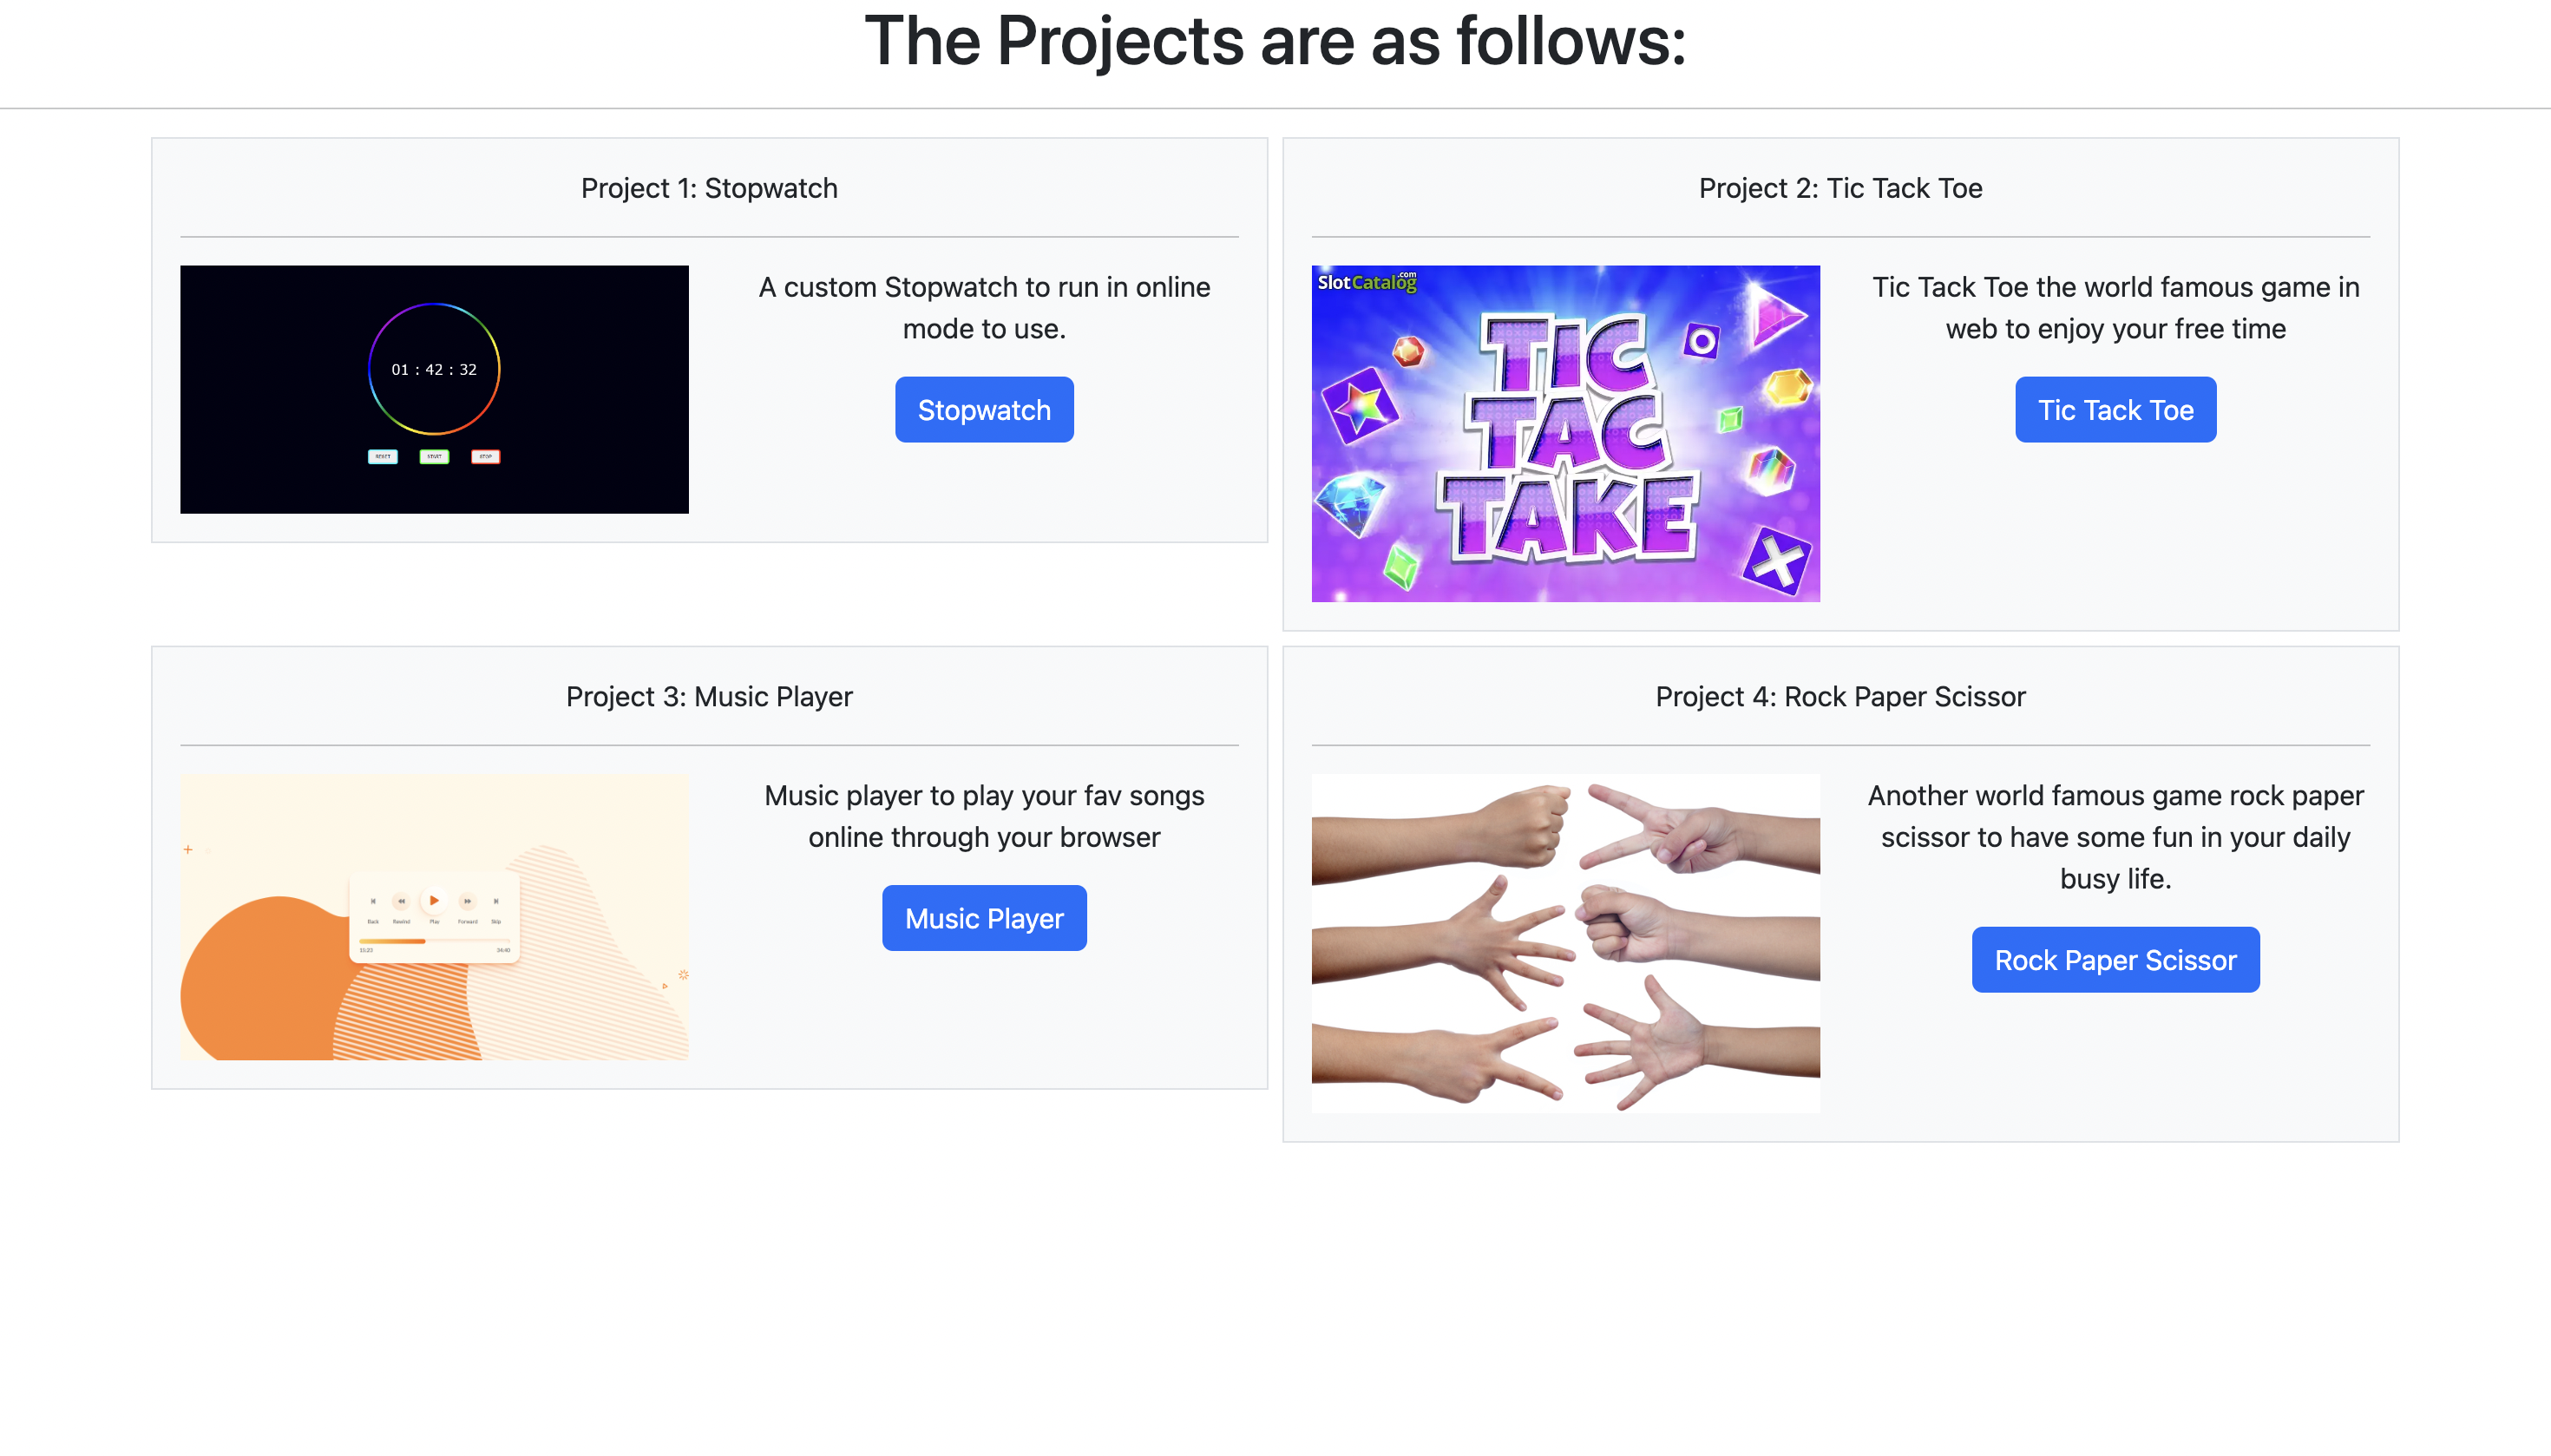 The Projects are as follows:
Project 1: Stopwatch
01 : 42 : 32
RESET START STOP
A custom Stopwatch to run in online
mode to use.
Stopwatch
Project 2: Tic Tack Toe
SlotCatalog.com
TIC
TAC
TAKE
Tic Tack Toe the world famous game in
web to enjoy your free time
Tic Tack Toe
Project 3: Music Player
Back Rewind Play Forward Skip
Music player to play your fav songs
online through your browser
Music Player
Project 4: Rock Paper Scissor
Another world famous game rock paper
scissor to have some fun in your daily
busy life.
Rock Paper Scissor